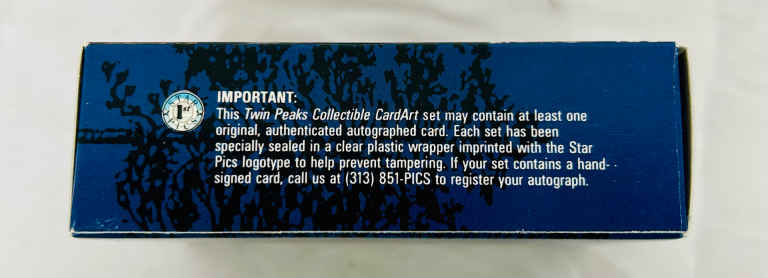 1st
IMPORTANT:
This Twin Peaks Collectible CardArt set may contain at least one
original, authenticated autographed card. Each set has been
specially sealed in a clear plastic wrapper imprinted with the Star
Pics logotype to help prevent tampering. If your set contains a hand-
signed card, call us at (313) 851-PICS to register your autograph.